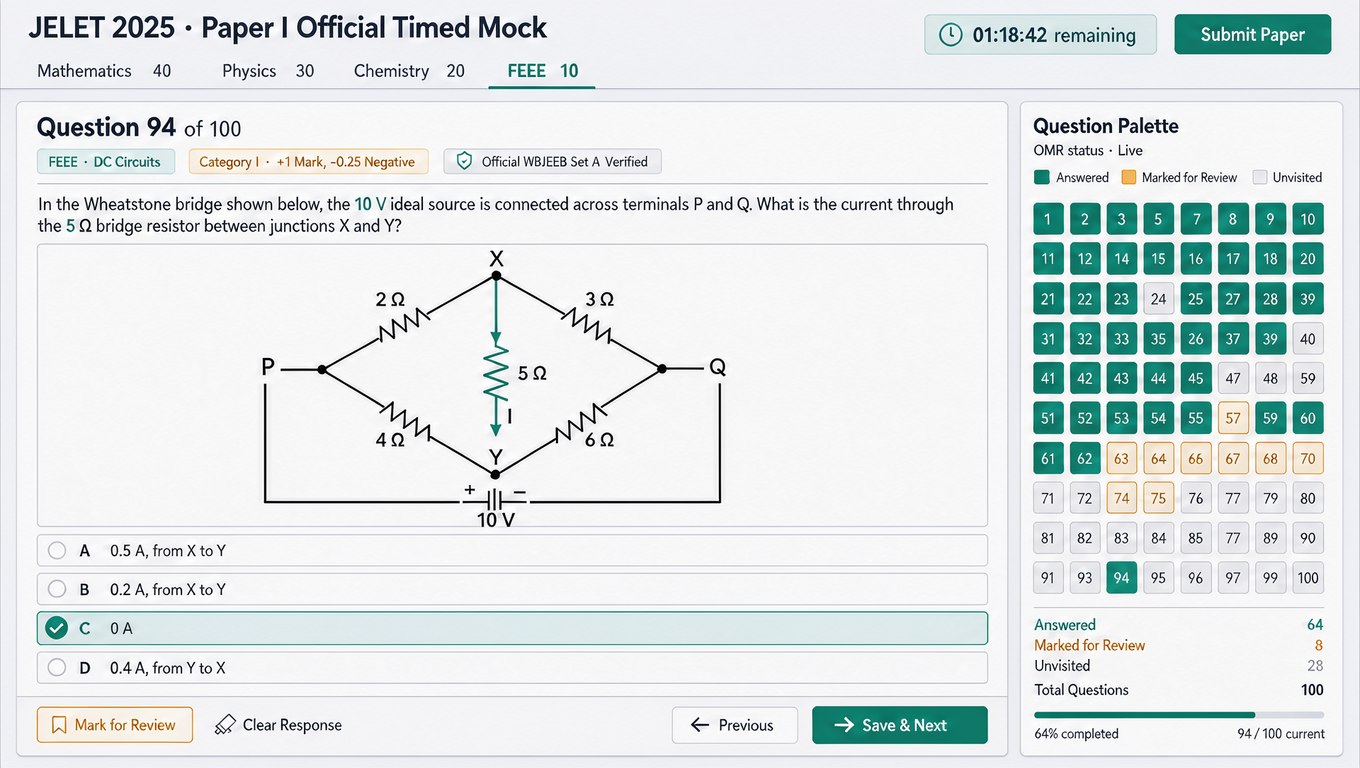 JELET 2025 · Paper I Official Timed Mock
01:18:42 remaining
Submit Paper
Mathematics 40 Physics 30 Chemistry 20 FEEE 10
Question 94 of 100
FEEE · DC Circuits
Category I · +1 Mark, -0.25 Negative
Official WBJEEB Set A Verified
In the Wheatstone bridge shown below, the 10 V ideal source is connected across terminals P and Q. What is the current through
the 5 Ω bridge resistor between junctions X and Y?
X
2 Ω
3 Ω
P
5 Ω
Q
I
4 Ω
6 Ω
Y
+
−
10 V
A 0.5 A, from X to Y
B 0.2 A, from X to Y
C 0 A
D 0.4 A, from Y to X
Mark for Review
Clear Response
Previous
Save & Next
Question Palette
OMR status · Live
Answered Marked for Review Unvisited
1 2 3 5 7 8 9 10
11 12 14 15 16 17 18 20
21 22 23 24 25 27 28 39
31 32 33 35 26 37 39 40
41 42 43 44 45 47 48 59
51 52 53 54 55 57 59 60
61 62 63 64 66 67 68 70
71 72 74 75 76 77 79 80
81 82 83 84 85 77 89 90
91 93 94 95 96 97 99 100
Answered 64
Marked for Review 8
Unvisited 28
Total Questions 100
64% completed 94 / 100 current